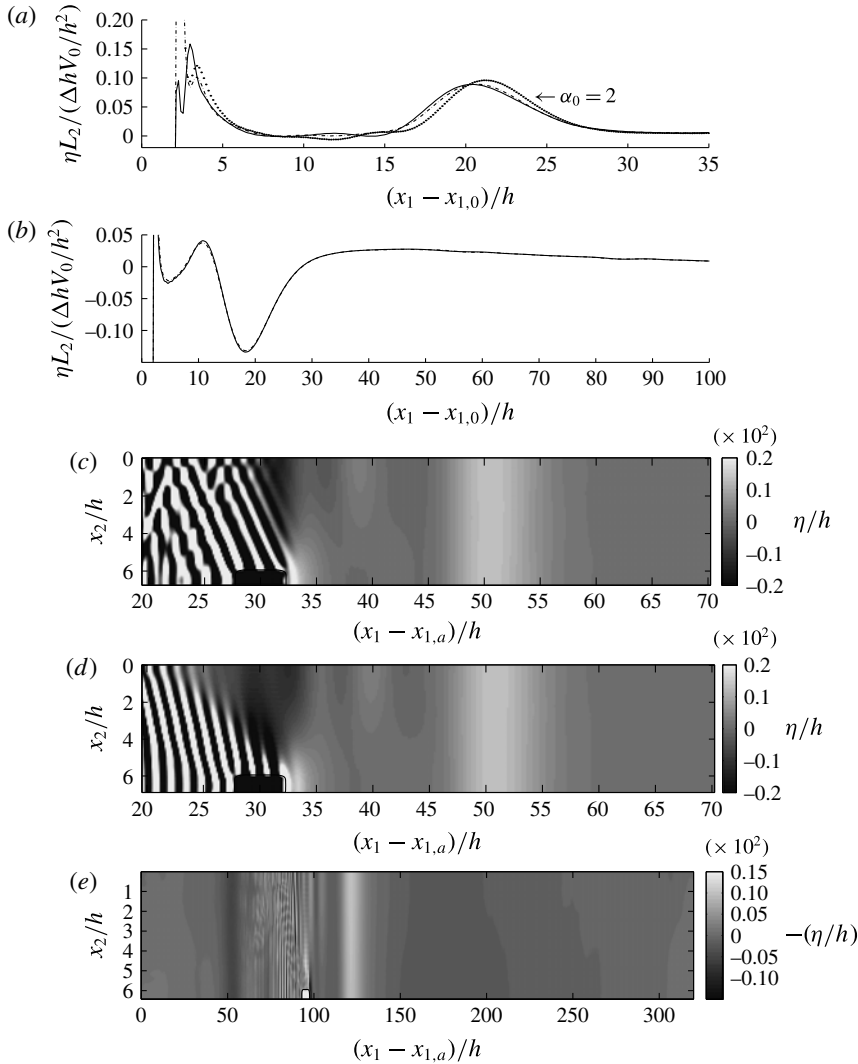 (a)
0.20
0.15
0.10
0.05
0
ηL₂/(ΔhV₀/h²)
← α₀ = 2
0 5 10 15 20 25 30 35
(x₁ − x₁,₀)/h
(b)
0.05
0
−0.05
−0.10
ηL₂/(ΔhV₀/h²)
0 10 20 30 40 50 60 70 80 90 100
(x₁ − x₁,₀)/h
(c)
(× 10²)
0
2
4
6
x₂/h
0.2
0.1
0
−0.1
−0.2
η/h
20 25 30 35 40 45 50 55 60 65 70
(x₁ − x₁,ₐ)/h
(d)
(× 10²)
0
2
4
6
x₂/h
0.2
0.1
0
−0.1
−0.2
η/h
20 25 30 35 40 45 50 55 60 65 70
(x₁ − x₁,ₐ)/h
(e)
(× 10²)
1
2
3
4
5
6
x₂/h
0.15
0.10
0.05
0
−0.05
−0.10
−(η/h)
0 50 100 150 200 250 300
(x₁ − x₁,ₐ)/h